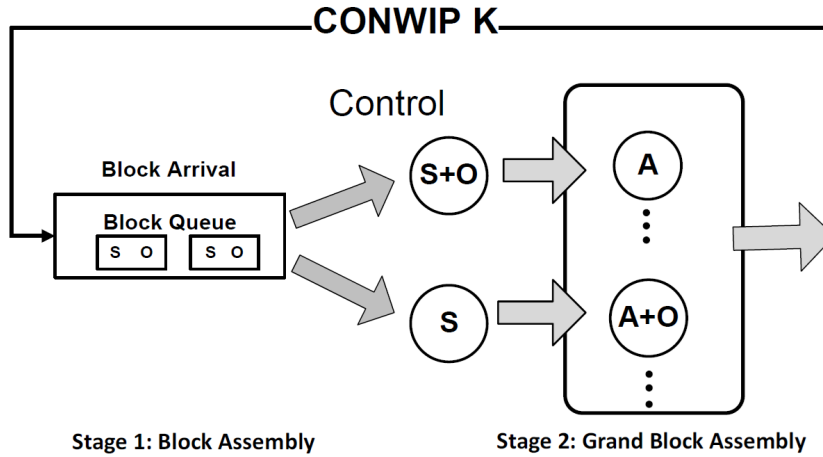 CONWIP K
Control
Block Arrival
Block Queue
S O S O
S+O
S
A
A+O
Stage 1: Block Assembly
Stage 2: Grand Block Assembly